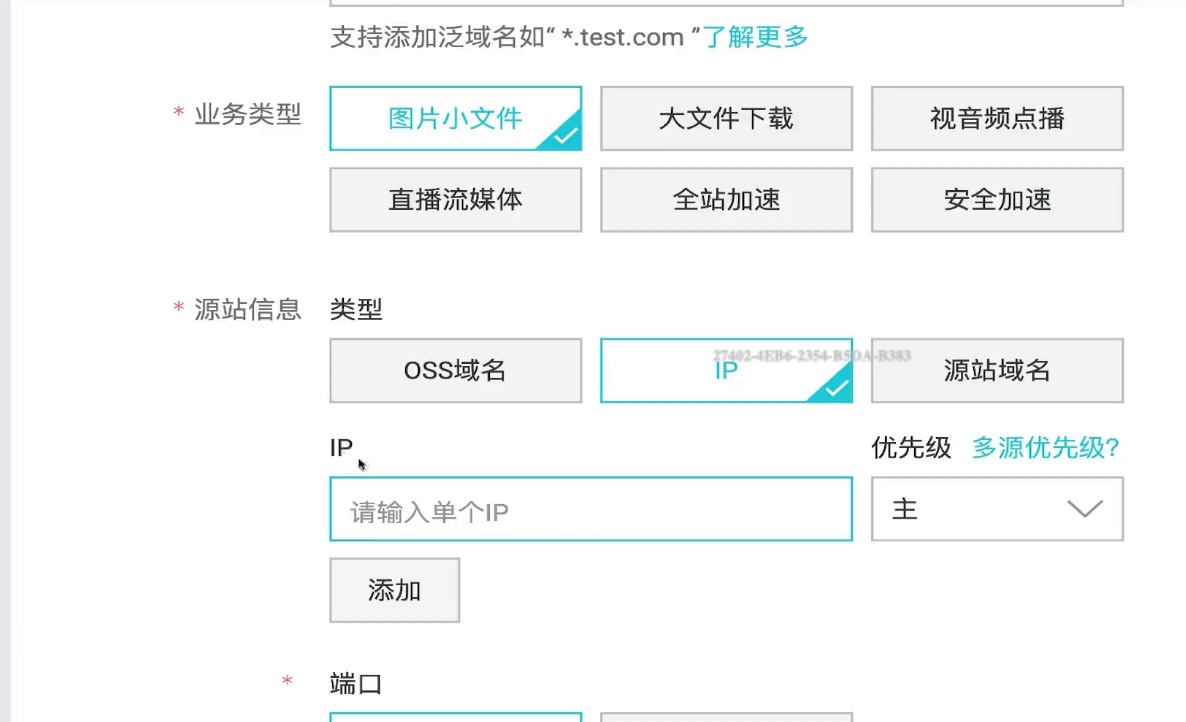 支持添加泛域名如“ *.test.com ”了解更多
* 业务类型 图片小文件 大文件下载 视音频点播
直播流媒体 全站加速 安全加速
* 源站信息 类型
27402-4EB6-2354-B5DA-B383
OSS域名 IP 源站域名
IP 优先级 多源优先级?
请输入单个IP 主
添加
* 端口